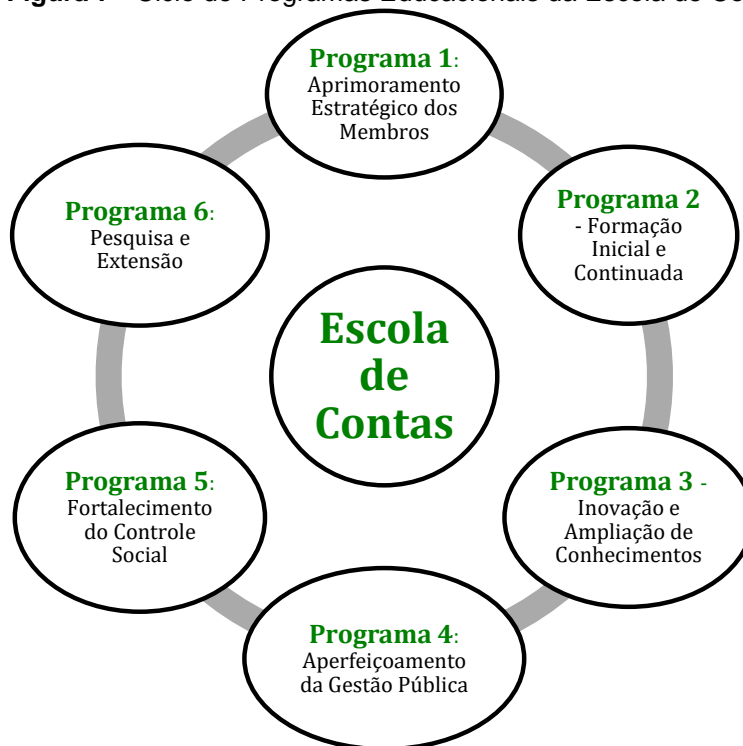 Ciclo de Programas Educacionais da Escola de
Programa 1:
Aprimoramento
Estratégico dos
Membros
Programa 2
- Formação
Inicial e
Continuada
Programa 3 -
Inovação e
Ampliação de
Conhecimentos
Programa 4:
Aperfeiçoamento
da Gestão Pública
Programa 5:
Fortalecimento
do Controle
Social
Programa 6:
Pesquisa e
Extensão
Escola
de
Contas